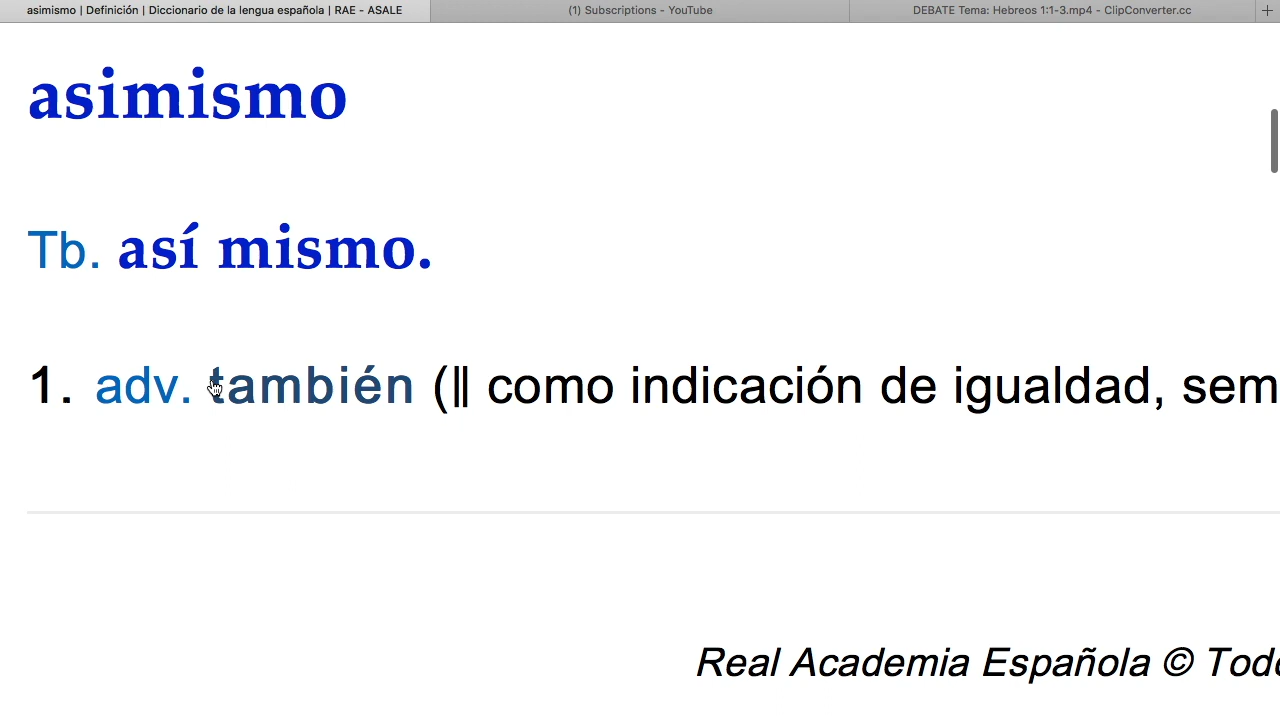 asimismo | Definición | Diccionario de la lengua española | RAE - ASALE
(1) Subscriptions - YouTube
DEBATE Tema: Hebreos 1:1-3.mp4 - ClipConverter.cc
asimismo
Tb. así mismo.
1. adv. también (‖ como indicación de igualdad, sem
Real Academia Española © Todo